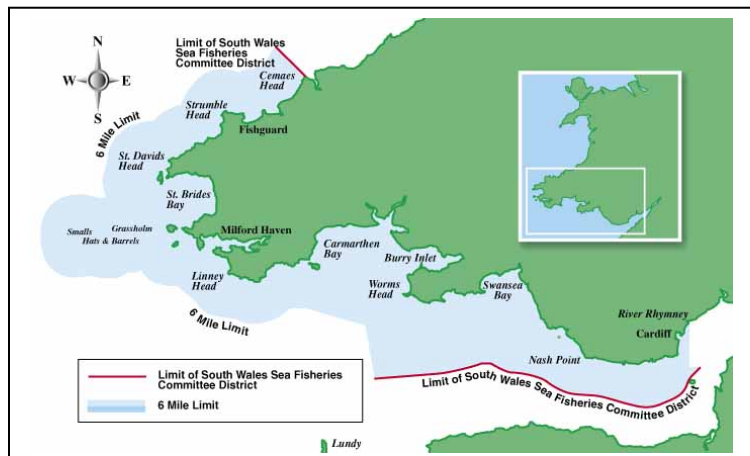 N
W E
S
Limit of South Wales
Sea Fisheries
Committee District
Cemaes
Head
Strumble
Head
Fishguard
6 Mile Limit
St. Davids
Head
St. Brides
Bay
Smalls
Grassholm
Hats & Barrels
Milford Haven
Carmarthen
Bay
Burry Inlet
Linney
Head
Worms
Head
Swansea
Bay
River Rhymney
Cardiff
6 Mile Limit
Nash Point
Limit of South Wales Sea Fisheries Committee District
Limit of South Wales Sea Fisheries
Committee District
6 Mile Limit
Lundy